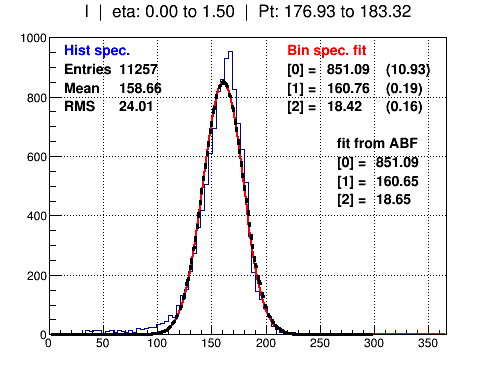 I | eta: 0.00 to 1.50 | Pt: 176.93 to 183.32
Hist spec.
Entries 11257
Mean 158.66
RMS 24.01
Bin spec. fit
[0] = 851.09 (10.93)
[1] = 160.76 (0.19)
[2] = 18.42 (0.16)
fit from ABF
[0] = 851.09
[1] = 160.65
[2] = 18.65
1000
800
600
400
200
0
0 50 100 150 200 250 300 350